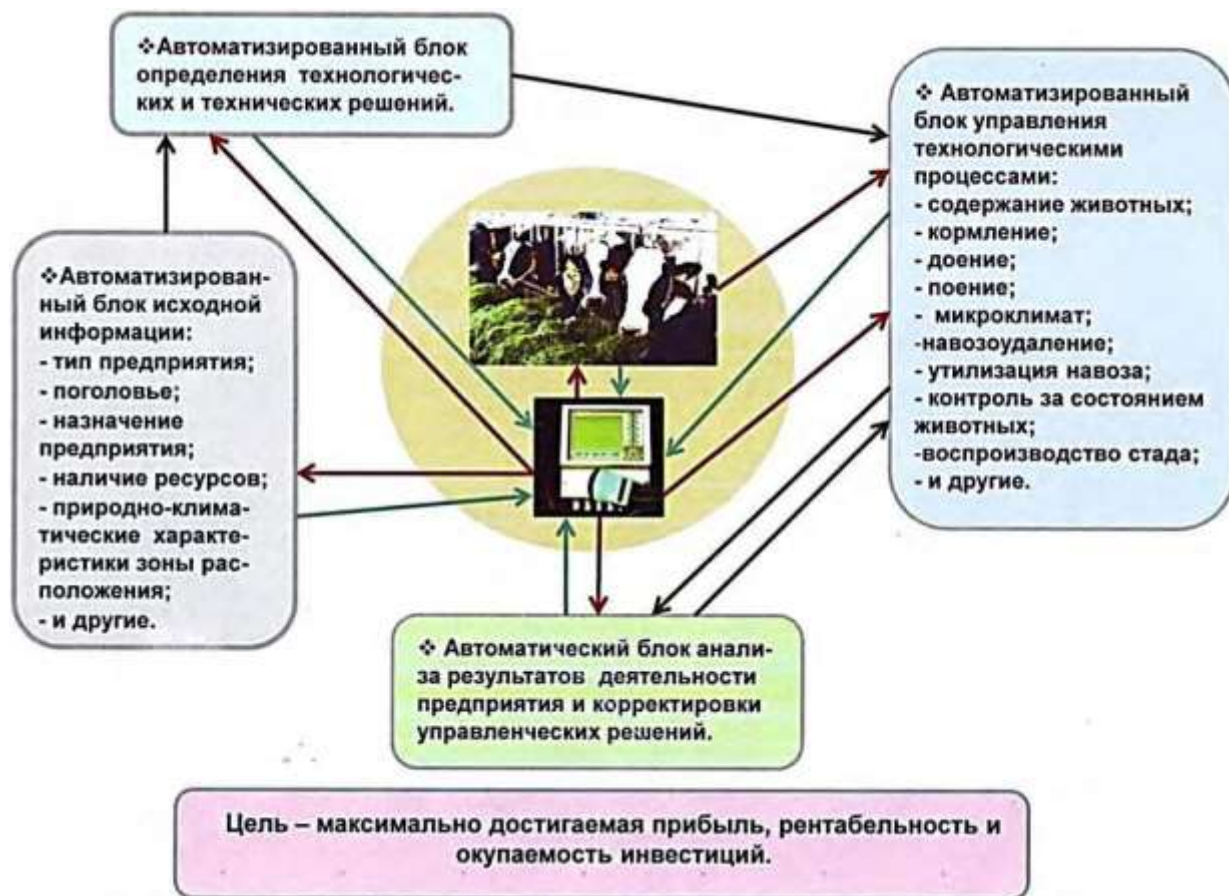 ❖Автоматизированный блок
определения технологичес-
ких и технических решений.
❖ Автоматизированный
блок управления
технологическими
процессами:
- содержание животных;
- кормление;
- доение;
- поение;
- микроклимат;
-навозоудаление;
- утилизация навоза;
- контроль за состоянием
животных;
-воспроизводство стада;
- и другие.
❖Автоматизирован-
ный блок исходной
информации:
- тип предприятия;
- поголовье;
- назначение
предприятия;
- наличие ресурсов;
- природно-клима-
тические характе-
ристики зоны рас-
положения;
- и другие.
❖ Автоматический блок анали-
за результатов деятельности
предприятия и корректировки
управленческих решений.
Цель – максимально достигаемая прибыль, рентабельность и
окупаемость инвестиций.